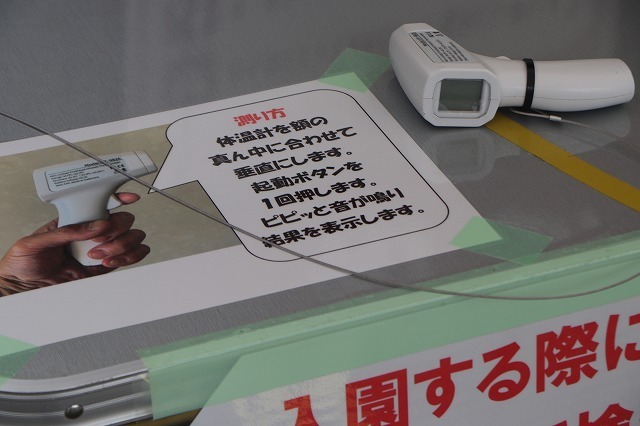 測り方
体温計を額の
真ん中に合わせて
垂直にします。
起動ボタンを
1回押します。
ピピッと音が鳴り
結果を表示します。
入園する際に